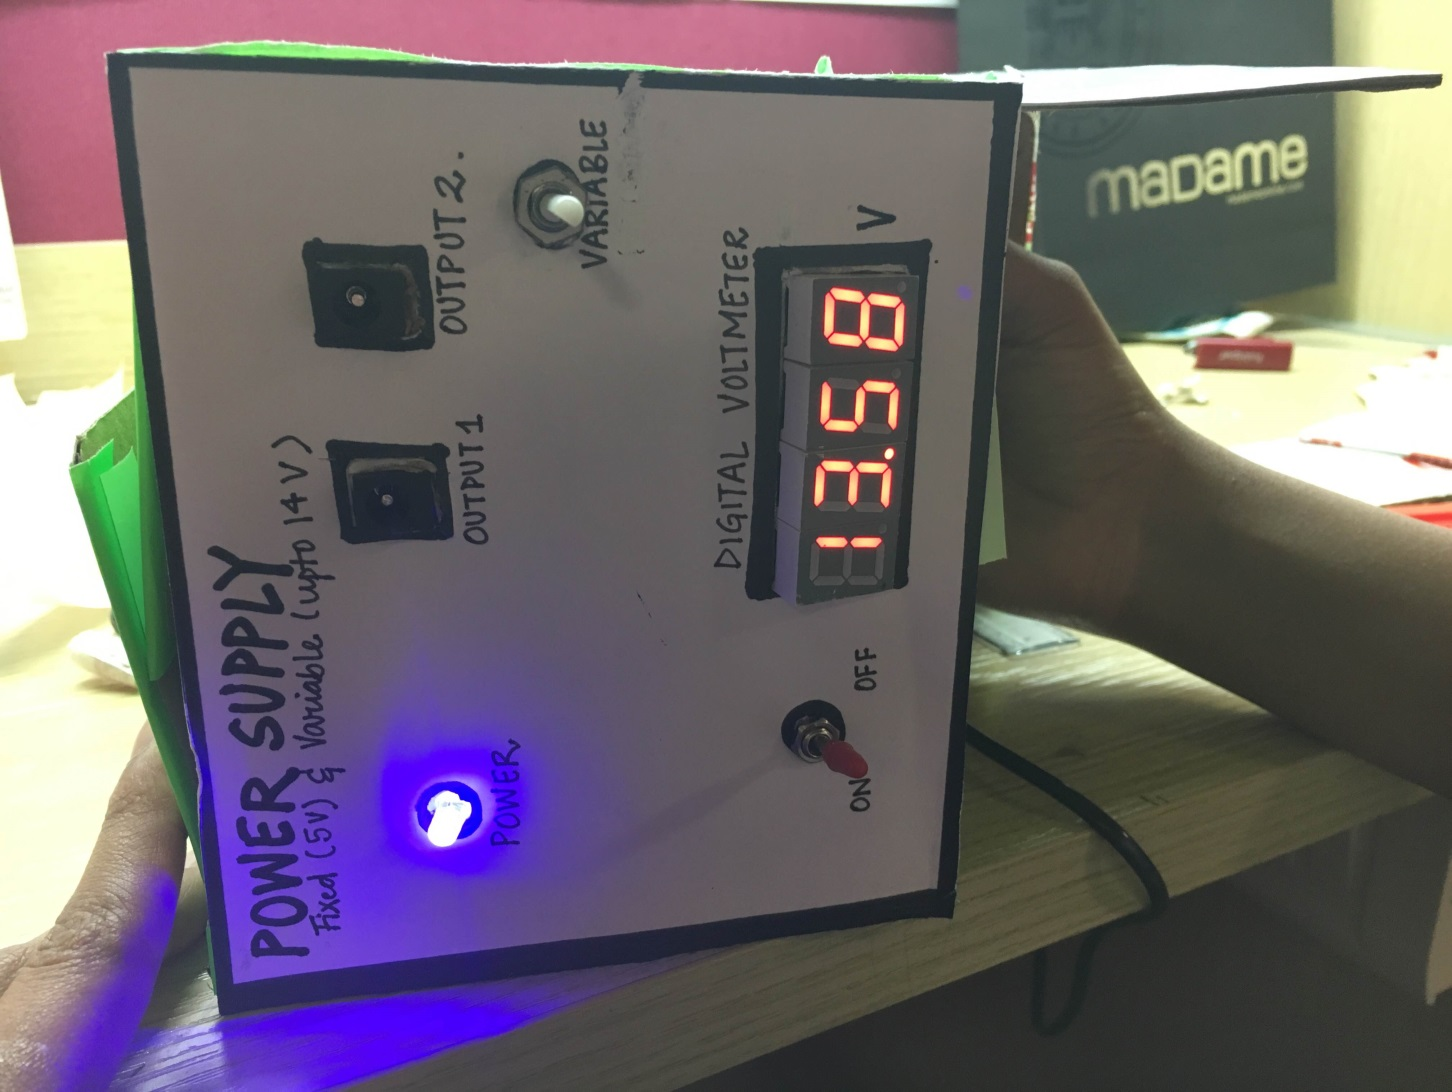 POWER SUPPLY
Fixed (5V) & Variable (upto 14V)
POWER
OUTPUT 1
OUTPUT 2.
VARIABLE
DIGITAL VOLTMETER
13.58
V
ON
OFF
maDame